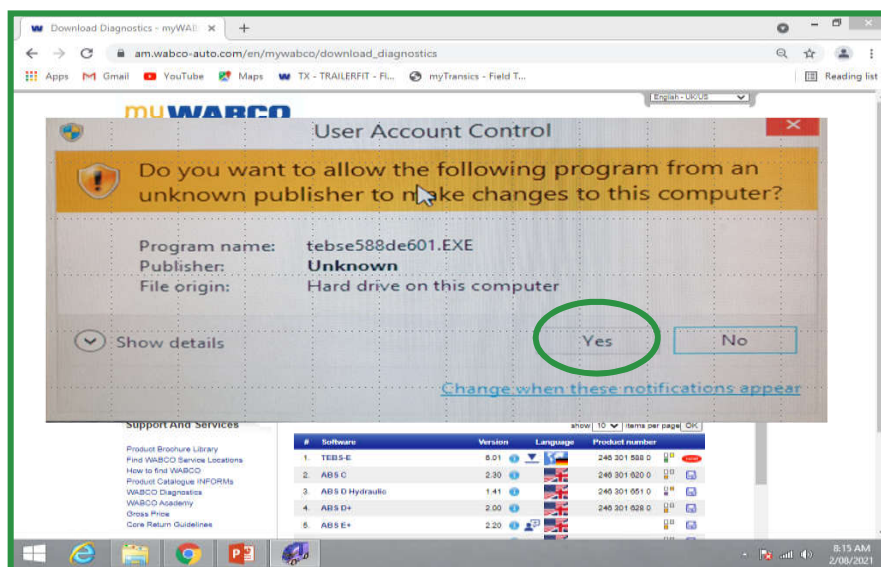 Download Diagnostics - myWAB
am.wabco-auto.com/en/mywabco/download_diagnostics
Apps Gmail YouTube Maps TX - TRAILERFIT - Fi... myTransics - Field T... Reading list
English - UK/US
myWABCO
User Account Control
Do you want to allow the following program from an
unknown publisher to make changes to this computer?
Program name: tebse588de601.EXE
Publisher: Unknown
File origin: Hard drive on this computer
Show details Yes No
Change when these notifications appear
Support And Services
show 10 items per page OK
# Software Version Language Product number
Product Brochure Library
Find WABCO Service Locations
How to find WABCO
Product Catalogue INFORMs
WABCO Diagnostics
WABCO Academy
Gross Price
Core Return Guidelines
1. TEBS-E 6.01 246 301 588 0
2. ABS C 2.30 246 301 620 0
3. ABS D Hydraulic 1.41 246 301 651 0
4. ABS D+ 2.00 246 301 628 0
5. ABS E+ 2.20
8:15 AM
2/08/2021